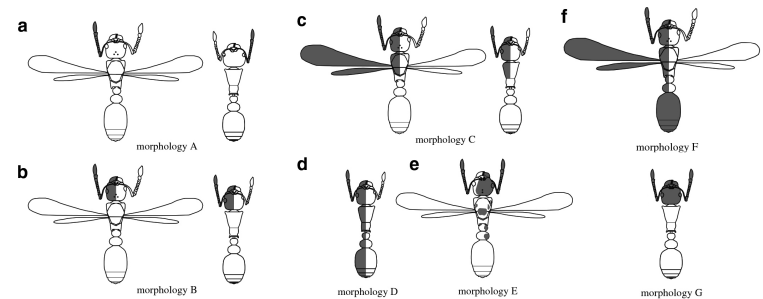 a
morphology A
b
morphology B
c
morphology C
d
morphology D
e
morphology E
f
morphology F
morphology G